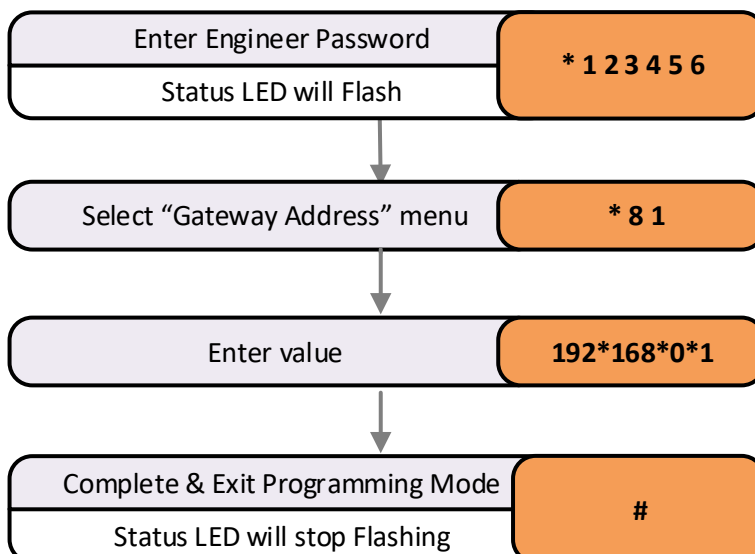 Enter Engineer Password
* 1 2 3 4 5 6
Status LED will Flash
Select “Gateway Address” menu
* 8 1
Enter value
192*168*0*1
Complete & Exit Programming Mode
#
Status LED will stop Flashing